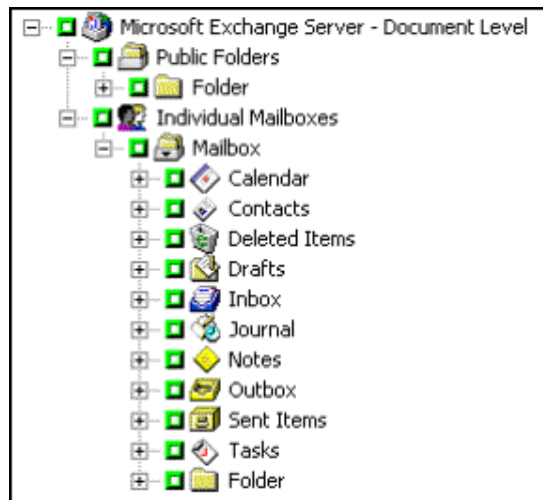 Microsoft Exchange Server - Document Level
Public Folders
Folder
Individual Mailboxes
Mailbox
Calendar
Contacts
Deleted Items
Drafts
Inbox
Journal
Notes
Outbox
Sent Items
Tasks
Folder